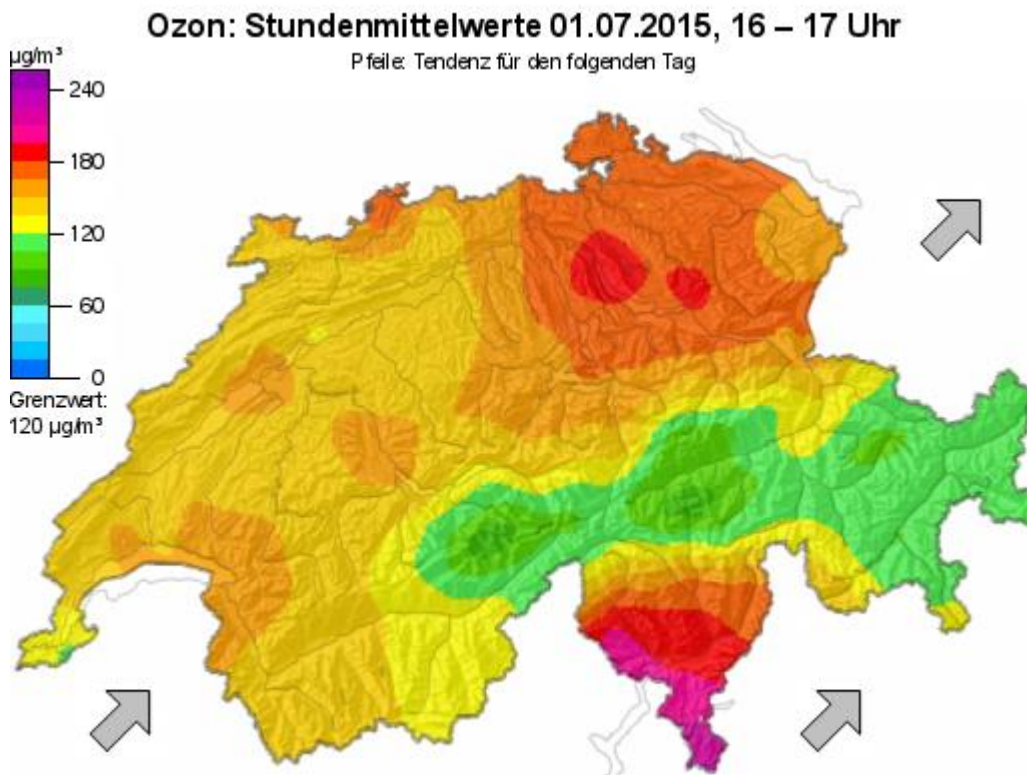 Ozon: Stundenmittelwerte 01.07.2015, 16 – 17 Uhr
Pfeile: Tendenz für den folgenden Tag
µg/m³
240
180
120
60
0
Grenzwert:
120 µg/m³